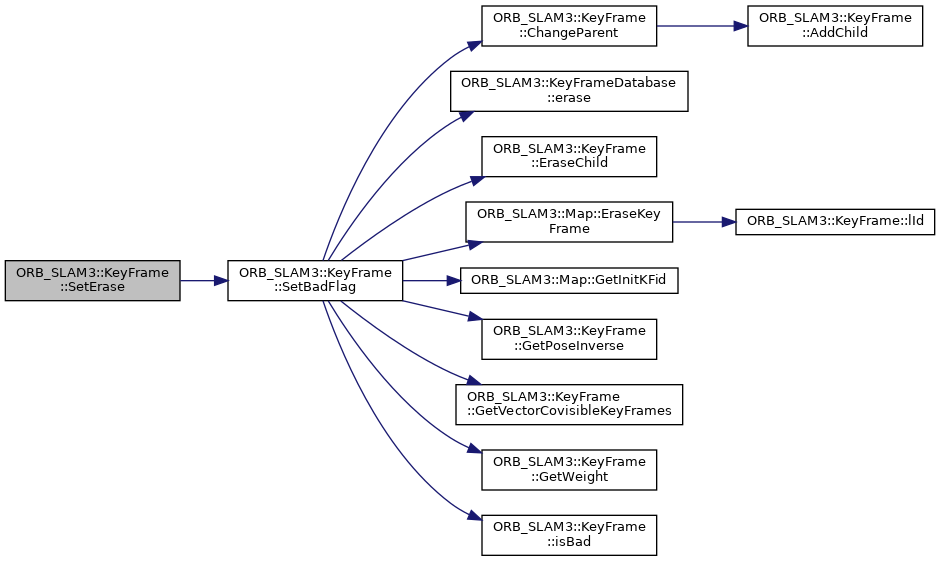 ORB_SLAM3::KeyFrame
::SetErase
ORB_SLAM3::KeyFrame
::SetBadFlag
ORB_SLAM3::KeyFrame
::ChangeParent
ORB_SLAM3::KeyFrame
::AddChild
ORB_SLAM3::KeyFrameDatabase
::erase
ORB_SLAM3::KeyFrame
::EraseChild
ORB_SLAM3::Map::EraseKey
Frame
ORB_SLAM3::KeyFrame::lId
ORB_SLAM3::Map::GetInitKFid
ORB_SLAM3::KeyFrame
::GetPoseInverse
ORB_SLAM3::KeyFrame
::GetVectorCovisibleKeyFrames
ORB_SLAM3::KeyFrame
::GetWeight
ORB_SLAM3::KeyFrame
::isBad